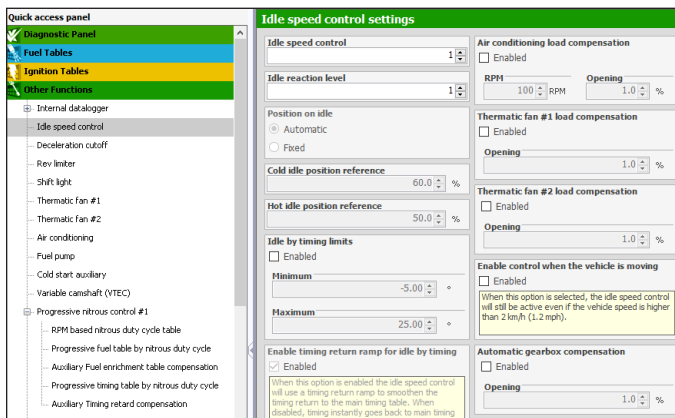 Quick access panel
Diagnostic Panel
Fuel Tables
Ignition Tables
Other Functions
Internal datalogger
Idle speed control
Deceleration cutoff
Rev limiter
Shift light
Thermatic fan #1
Thermatic fan #2
Air conditioning
Fuel pump
Cold start auxiliary
Variable camshaft (VTEC)
Progressive nitrous control #1
RPM based nitrous duty cycle table
Progressive fuel table by nitrous duty cycle
Auxiliary Fuel enrichment table compensation
Progressive timing table by nitrous duty cycle
Auxiliary Timing retard compensation
Idle speed control settings
Idle speed control
1
Idle reaction level
1
Position on idle
Automatic
Fixed
Cold idle position reference
60.0 %
Hot idle position reference
50.0 %
Idle by timing limits
Enabled
Minimum
-5.00 °
Maximum
25.00 °
Enable timing return ramp for idle by timing
Enabled
When this option is enabled the idle speed control
will use a timing return ramp to smoothen the
timing return to the main timing table. When
disabled, timing instantly goes back to main timing
Air conditioning load compensation
Enabled
RPM Opening
100 RPM 1.0 %
Thermatic fan #1 load compensation
Enabled
Opening
1.0 %
Thermatic fan #2 load compensation
Enabled
Opening
1.0 %
Enable control when the vehicle is moving
Enabled
When this option is selected, the idle speed control
will still be active even if the vehicle speed is higher
than 2 km/h (1.2 mph).
Automatic gearbox compensation
Enabled
Opening
1.0 %